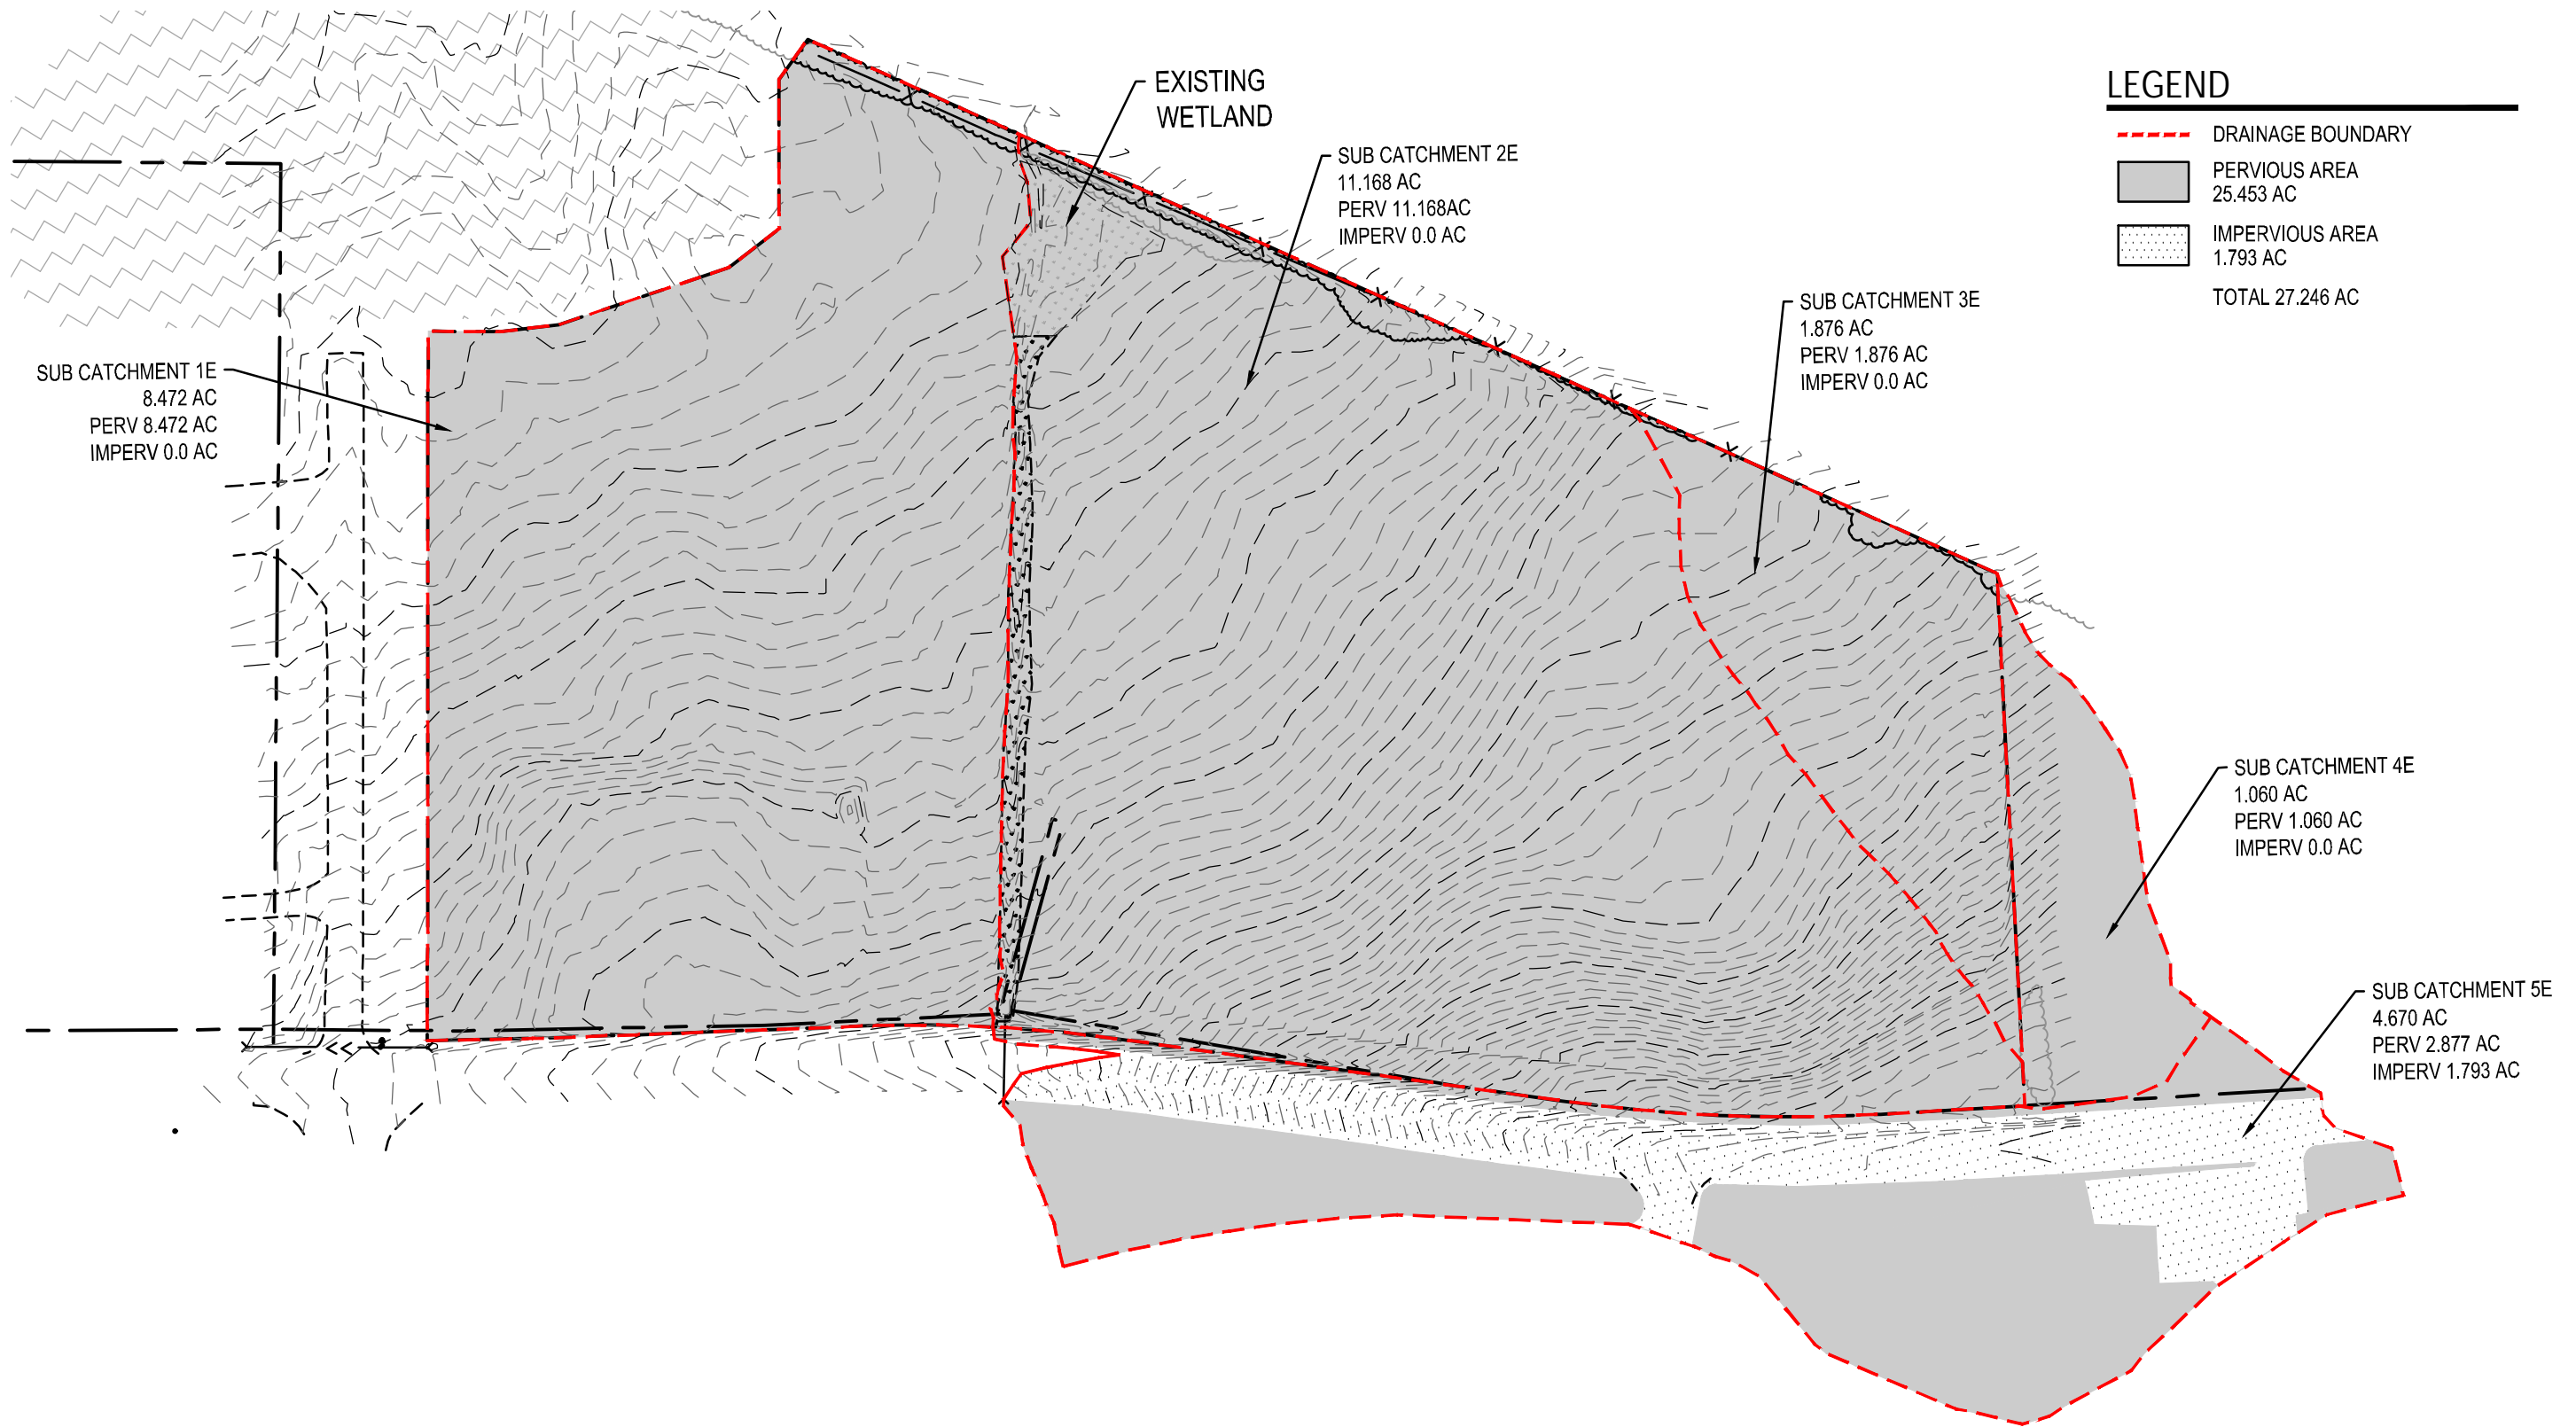 EXISTING
WETLAND
SUB CATCHMENT 2E
11.168 AC
PERV 11.168AC
IMPERV 0.0 AC
LEGEND
DRAINAGE BOUNDARY
PERVIOUS AREA
25.453 AC
IMPERVIOUS AREA
1.793 AC
TOTAL 27.246 AC
SUB CATCHMENT 3E
1.876 AC
PERV 1.876 AC
IMPERV 0.0 AC
SUB CATCHMENT 1E
8.472 AC
PERV 8.472 AC
IMPERV 0.0 AC
SUB CATCHMENT 4E
1.060 AC
PERV 1.060 AC
IMPERV 0.0 AC
SUB CATCHMENT 5E
4.670 AC
PERV 2.877 AC
IMPERV 1.793 AC